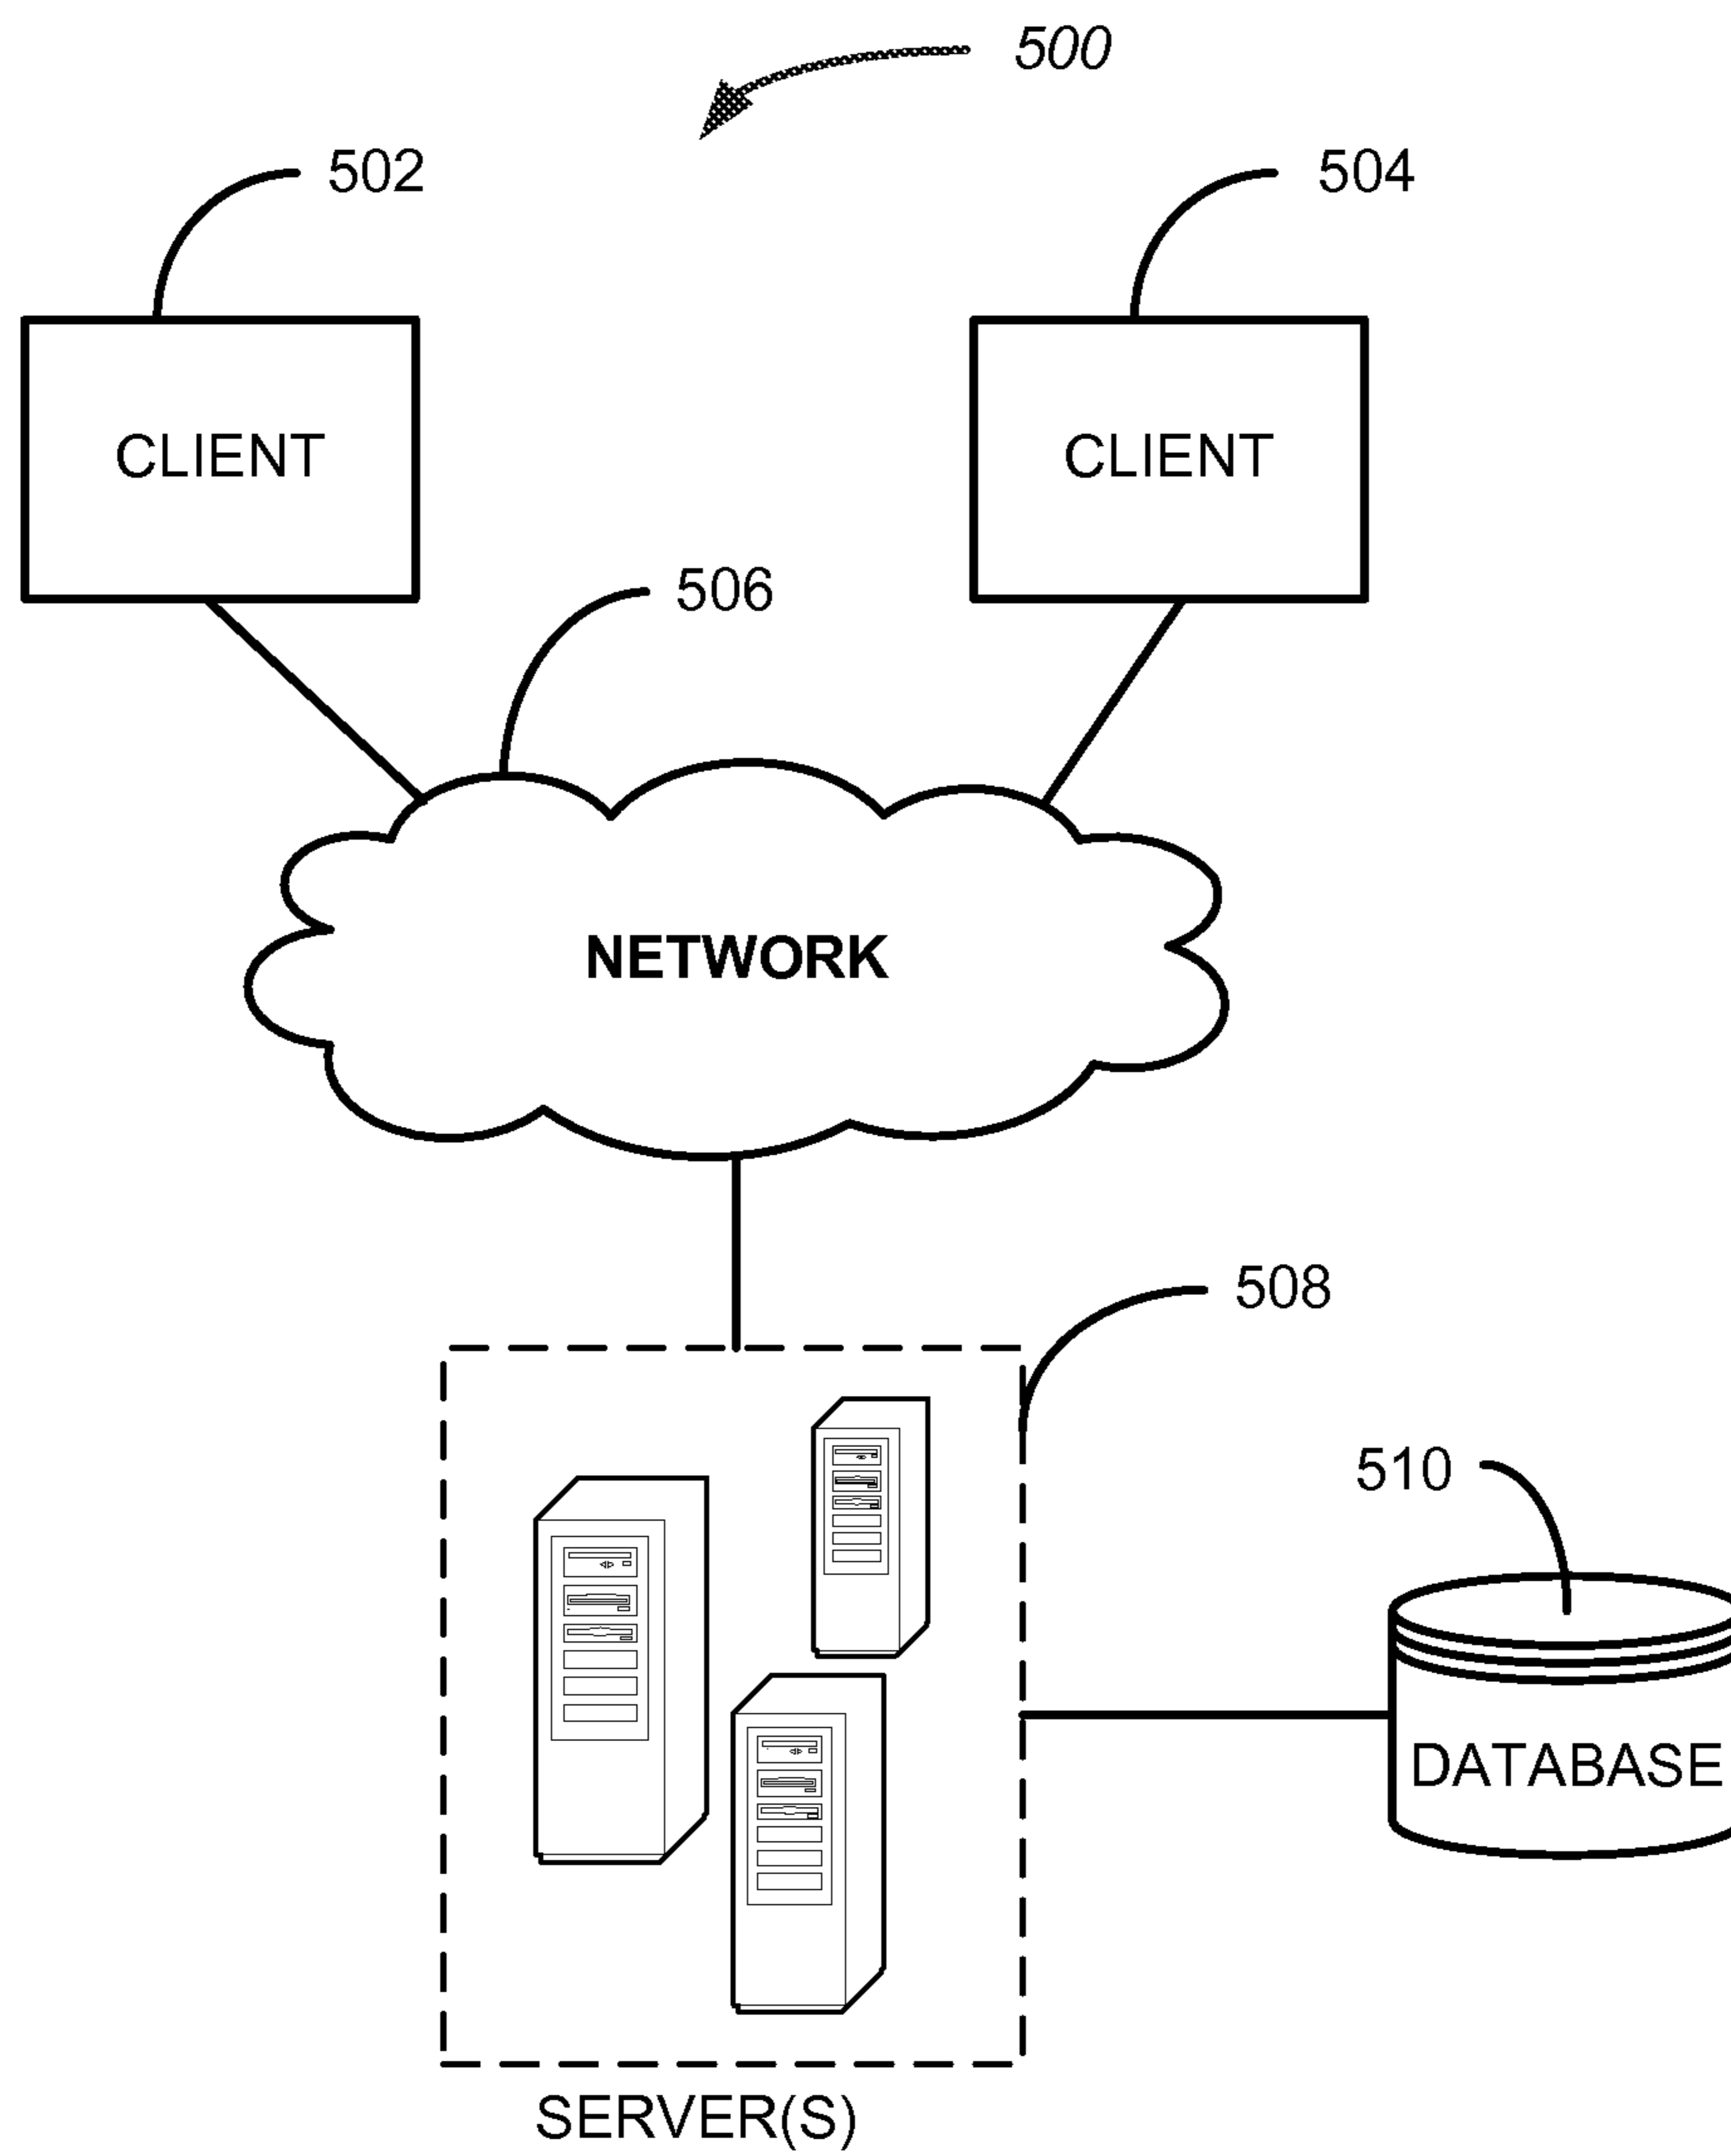 500
502
504
CLIENT
CLIENT
506
NETWORK
508
510
DATABASE
SERVER(S)